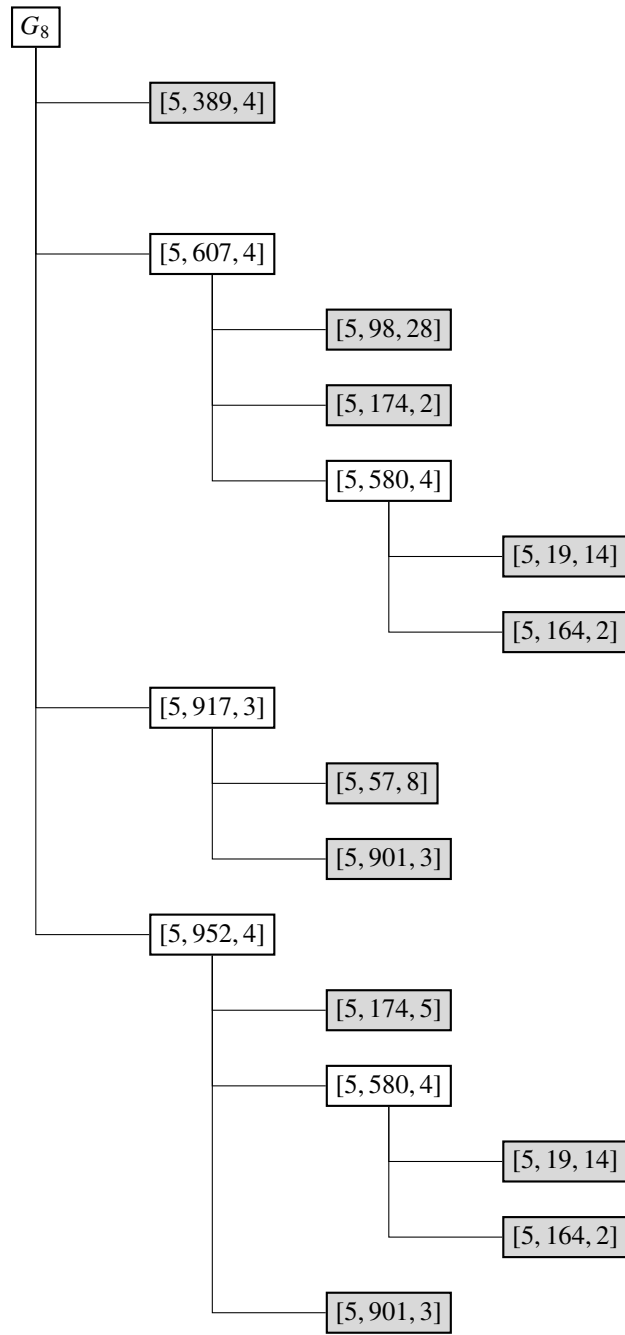 G₈
[5, 389, 4]
[5, 607, 4]
[5, 98, 28]
[5, 174, 2]
[5, 580, 4]
[5, 19, 14]
[5, 164, 2]
[5, 917, 3]
[5, 57, 8]
[5, 901, 3]
[5, 952, 4]
[5, 174, 5]
[5, 580, 4]
[5, 19, 14]
[5, 164, 2]
[5, 901, 3]